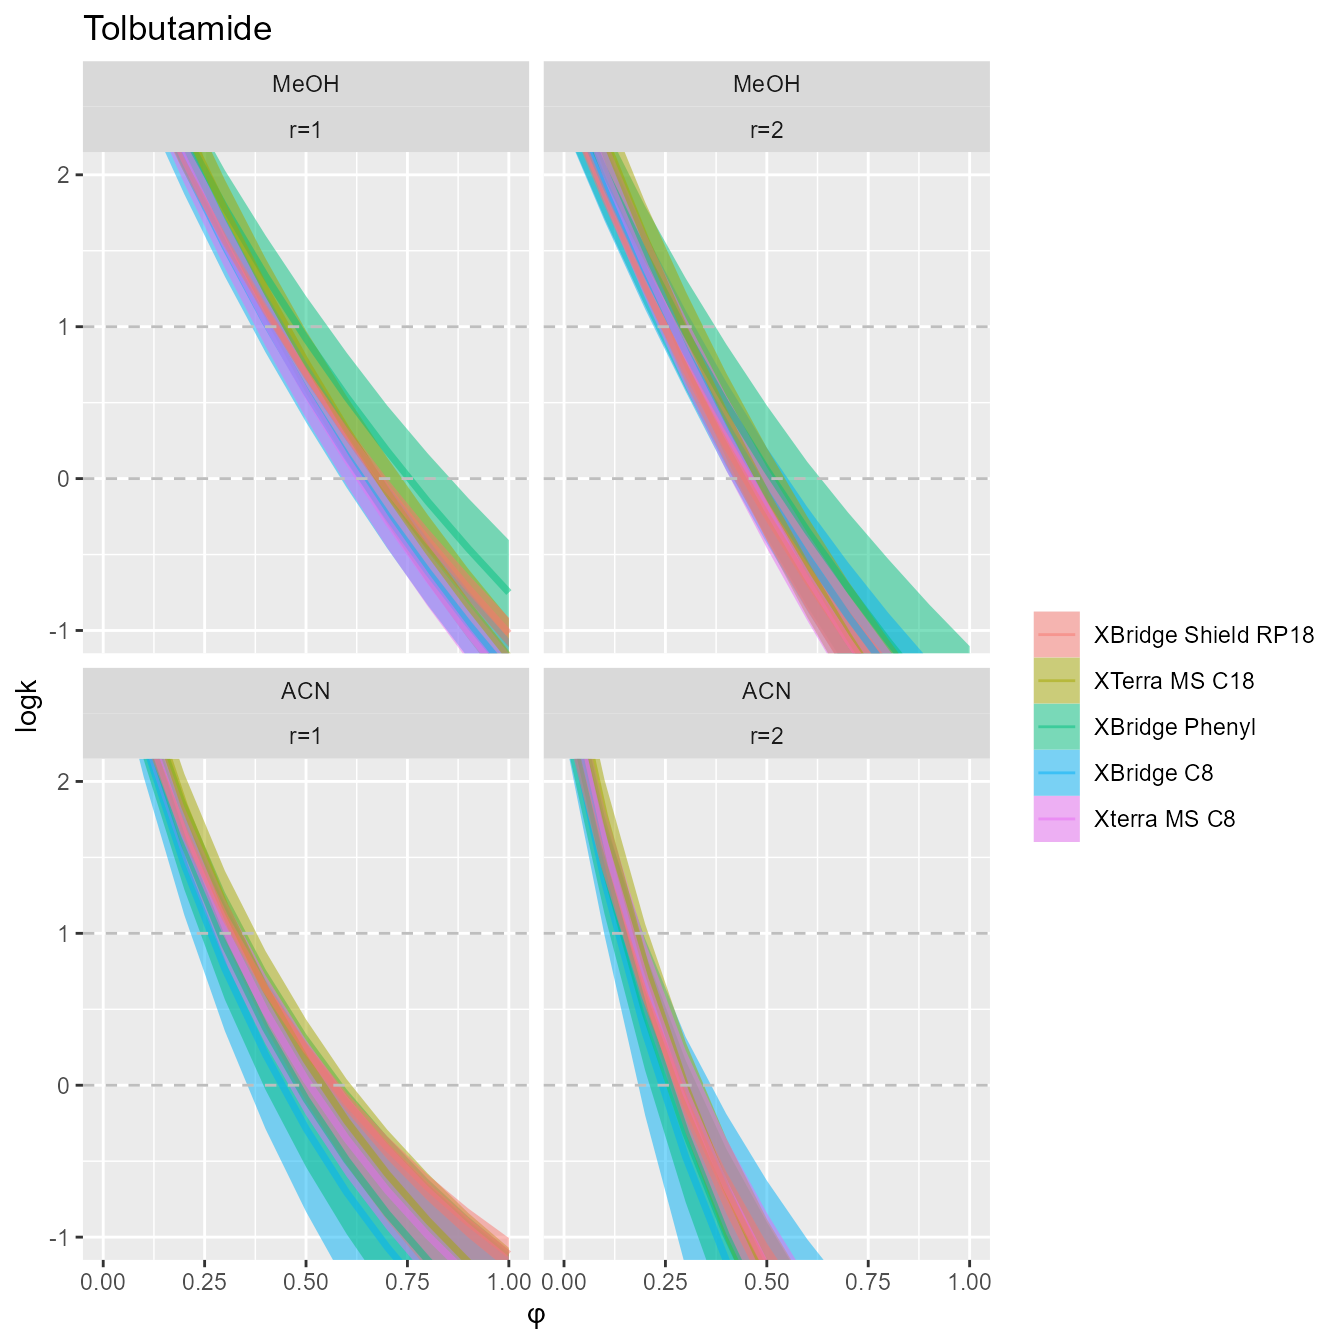 Tolbutamide
MeOH
MeOH
r=1
r=2
2
1
0
-1
ACN
ACN
r=1
r=2
2
1
0
-1
logk
0.00
0.25
0.50
0.75
1.00
0.00
0.25
0.50
0.75
1.00
φ
XBridge Shield RP18
XTerra MS C18
XBridge Phenyl
XBridge C8
Xterra MS C8